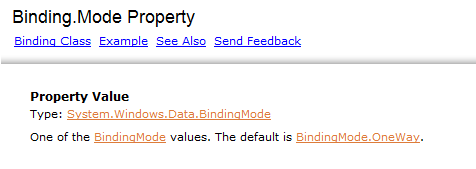 Binding.Mode Property
Binding Class Example See Also Send Feedback
Property Value
Type: System.Windows.Data.BindingMode
One of the BindingMode values. The default is BindingMode.OneWay.